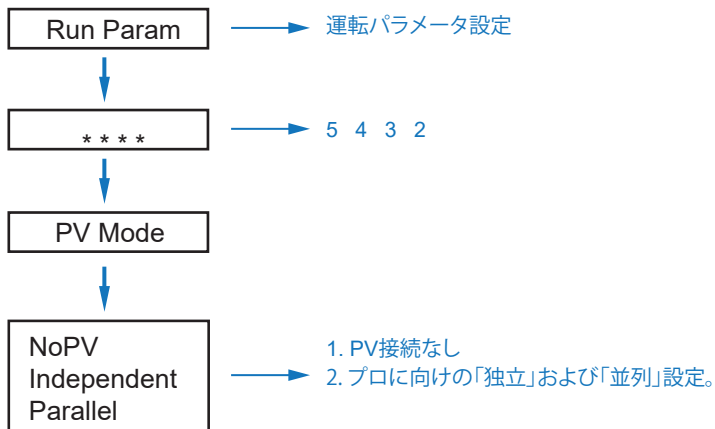 Run Param
運転パラメータ設定
* * * *
5 4 3 2
PV Mode
NoPV
Independent
Parallel
1. PV接続なし
2. プロに向けの「独立」および「並列」設定。